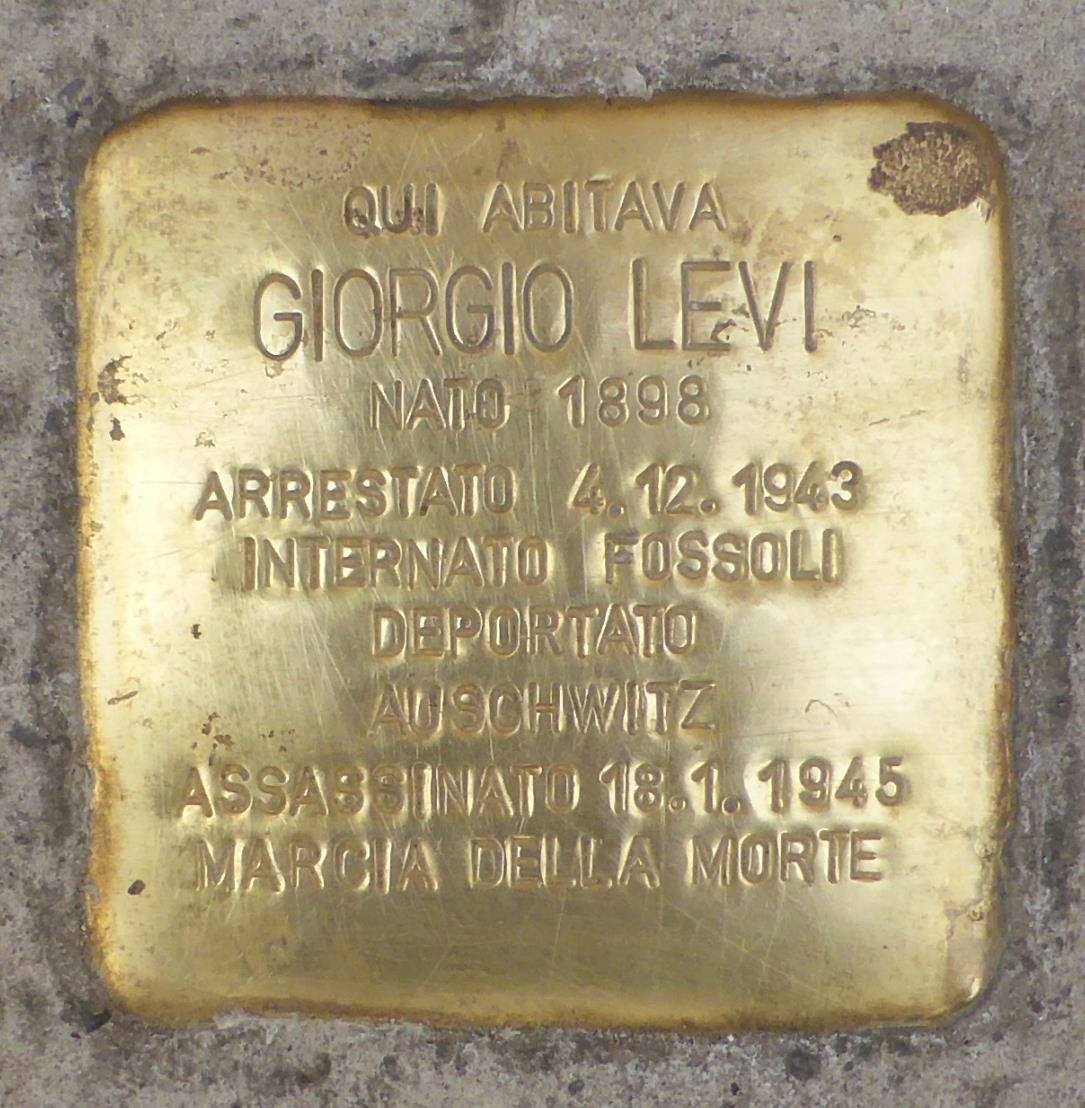 QUI ABITAVA
GIORGIO LEVI
NATO 1898
ARRESTATO 4.12.1943
INTERNATO FOSSOLI
DEPORTATO
AUSCHWITZ
ASSASSINATO 18.1.1945
MARCIA DELLA MORTE